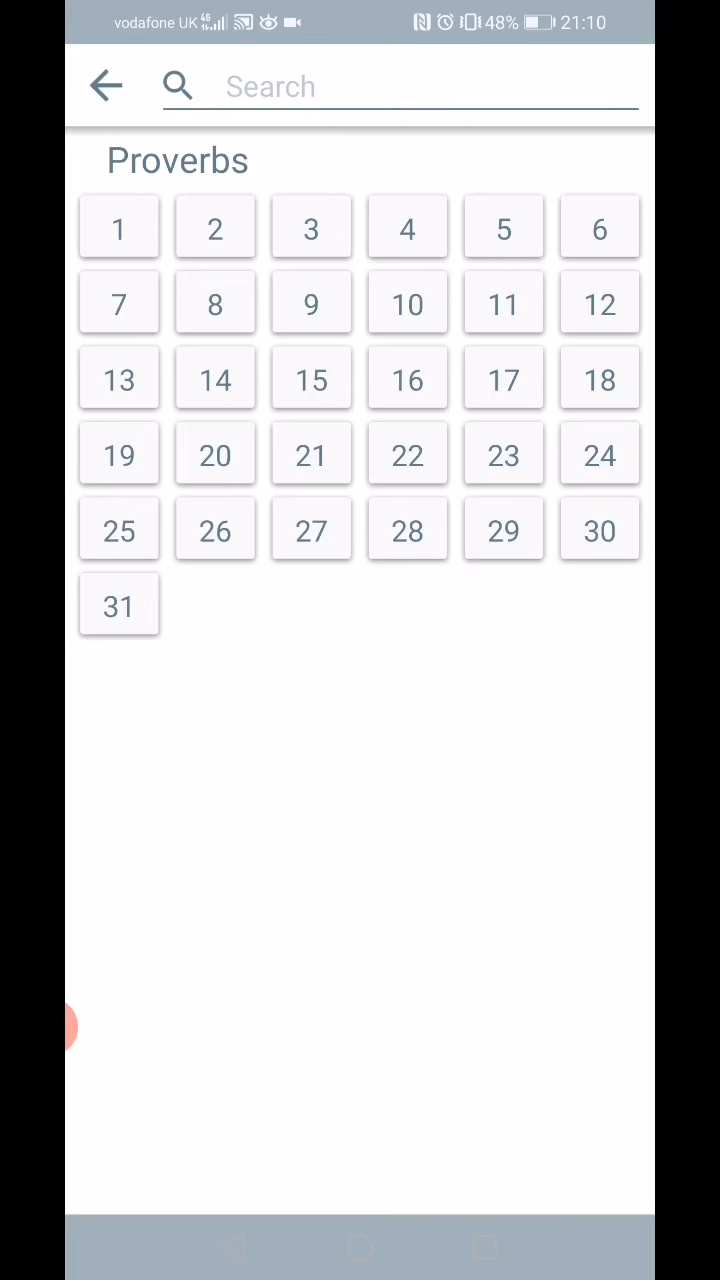 vodafone UK 4G 48% 21:10
Search
Proverbs
1 2 3 4 5 6
7 8 9 10 11 12
13 14 15 16 17 18
19 20 21 22 23 24
25 26 27 28 29 30
31